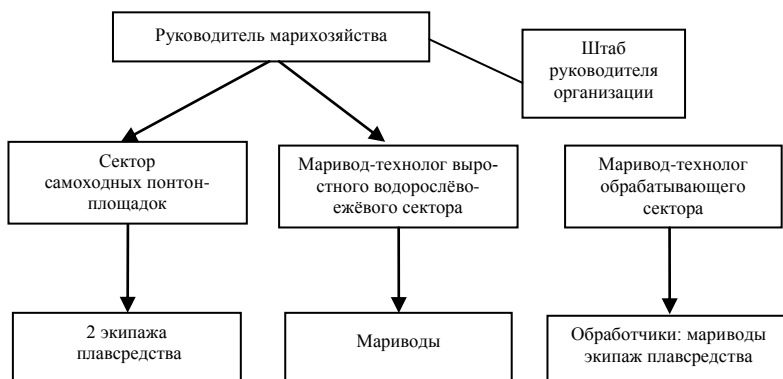 Руководитель марихозяйства
Штаб
руководителя
организации
Сектор
самоходных понтон-
площадок
Маривод-технолог выро-
стного водорослёво-
ежёвого сектора
Маривод-технолог
обрабатывающего
сектора
2 экипажа
плавсредства
Мариводы
Обработчики: мариводы
экипаж плавсредства